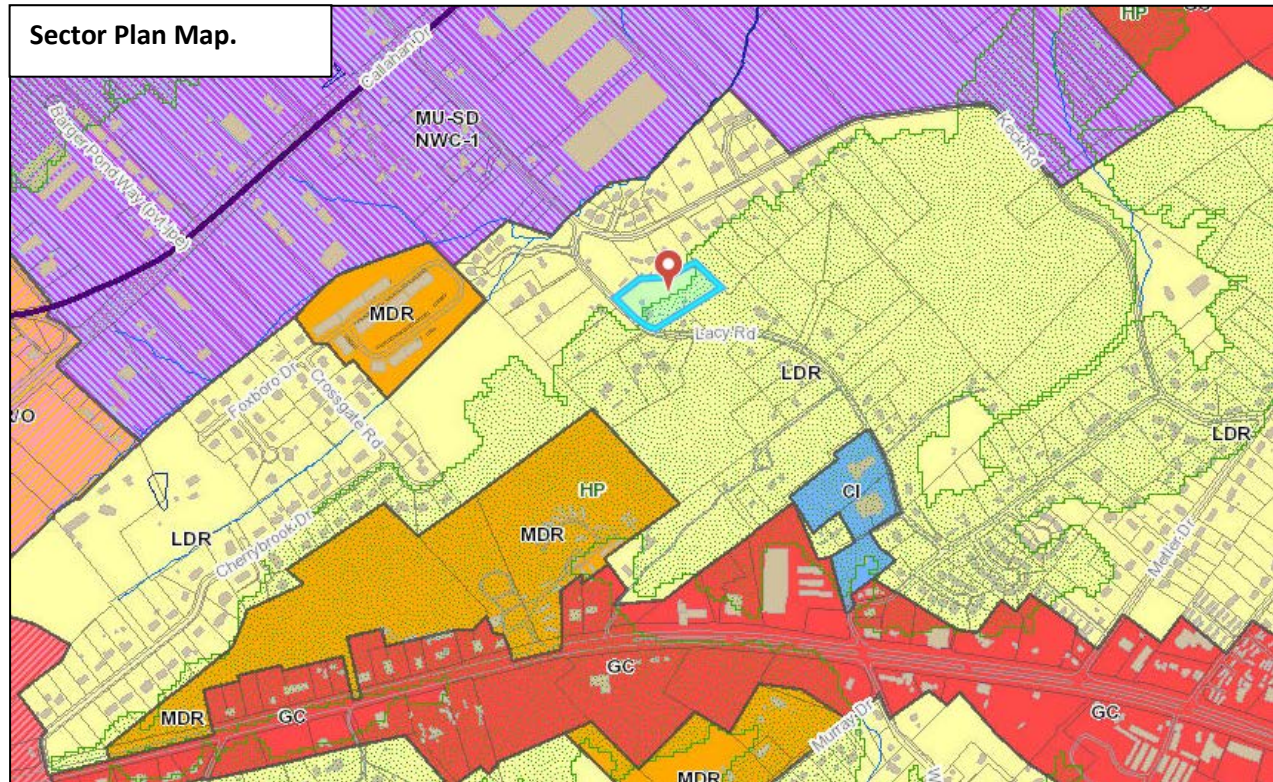 Sector Plan Map.
HP
Callahan Dr
Badger Pond Way (pvt jpe)
MU-SD
NWC-1
Keck Rd
MDR
Lacy Rd
LDR
Foxboro Dr
Crossgate Rd
LDR
HP
CI
MDR
LDR
Cherrybrook Dr
Metler Dr
GC
MDR
GC
GC
Murray Dr
MDR